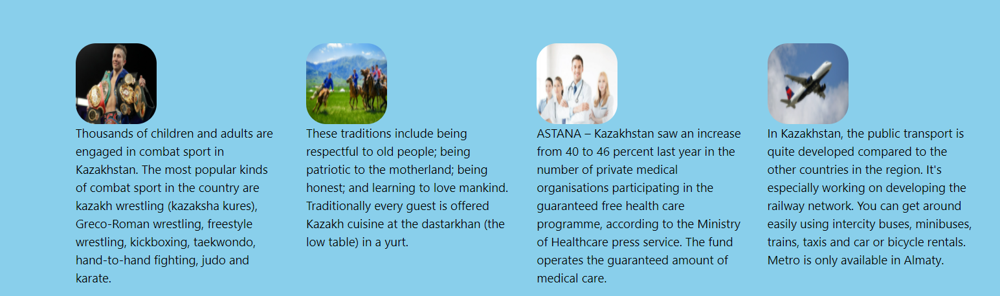 Thousands of children and adults are
engaged in combat sport in
Kazakhstan. The most popular kinds
of combat sport in the country are
kazakh wrestling (kazaksha kures),
Greco-Roman wrestling, freestyle
wrestling, kickboxing, taekwondo,
hand-to-hand fighting, judo and
karate.
These traditions include being
respectful to old people; being
patriotic to the motherland; being
honest; and learning to love mankind.
Traditionally every guest is offered
Kazakh cuisine at the dastarkhan (the
low table) in a yurt.
ASTANA – Kazakhstan saw an increase
from 40 to 46 percent last year in the
number of private medical
organisations participating in the
guaranteed free health care
programme, according to the Ministry
of Healthcare press service. The fund
operates the guaranteed amount of
medical care.
In Kazakhstan, the public transport is
quite developed compared to the
other countries in the region. It's
especially working on developing the
railway network. You can get around
easily using intercity buses, minibuses,
trains, taxis and car or bicycle rentals.
Metro is only available in Almaty.